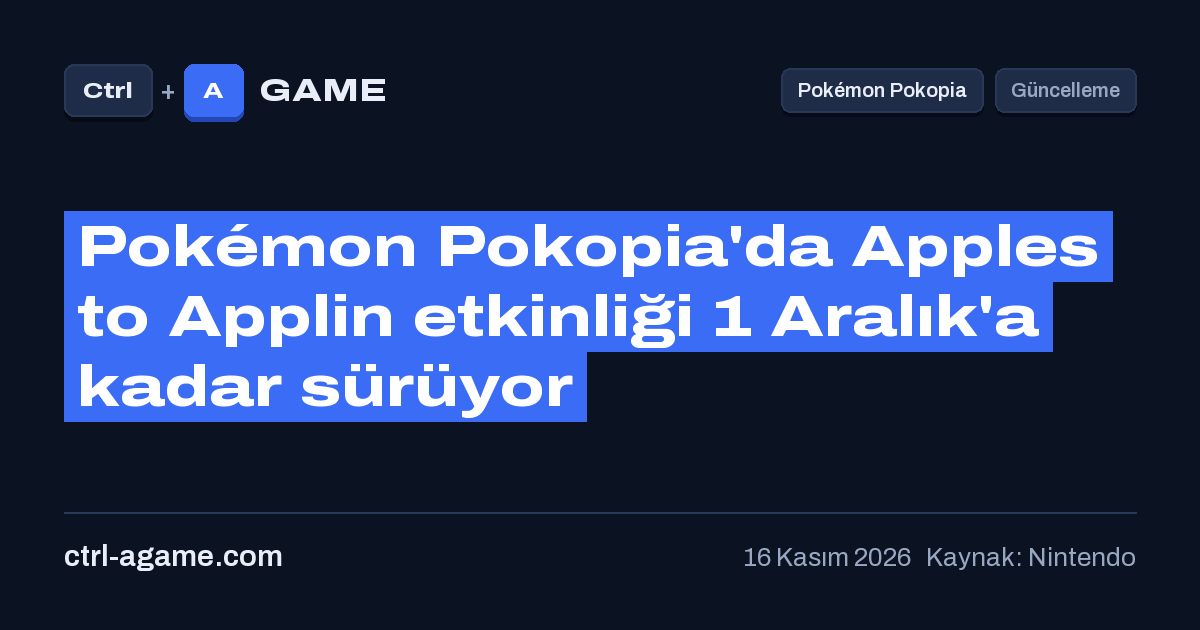 Ctrl + A GAME
Pokémon Pokopia Güncelleme
Pokémon Pokopia'da Apples
to Applin etkinliği 1 Aralık'a
kadar sürüyor
ctrl-agame.com
16 Kasım 2026 Kaynak: Nintendo